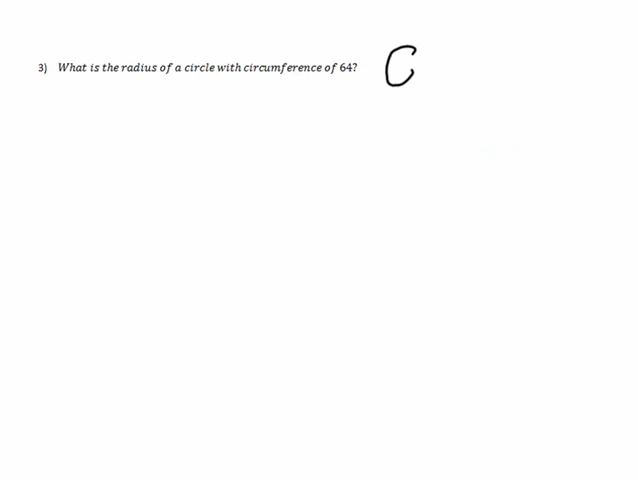 3) What is the radius of a circle with circumference of 64? C